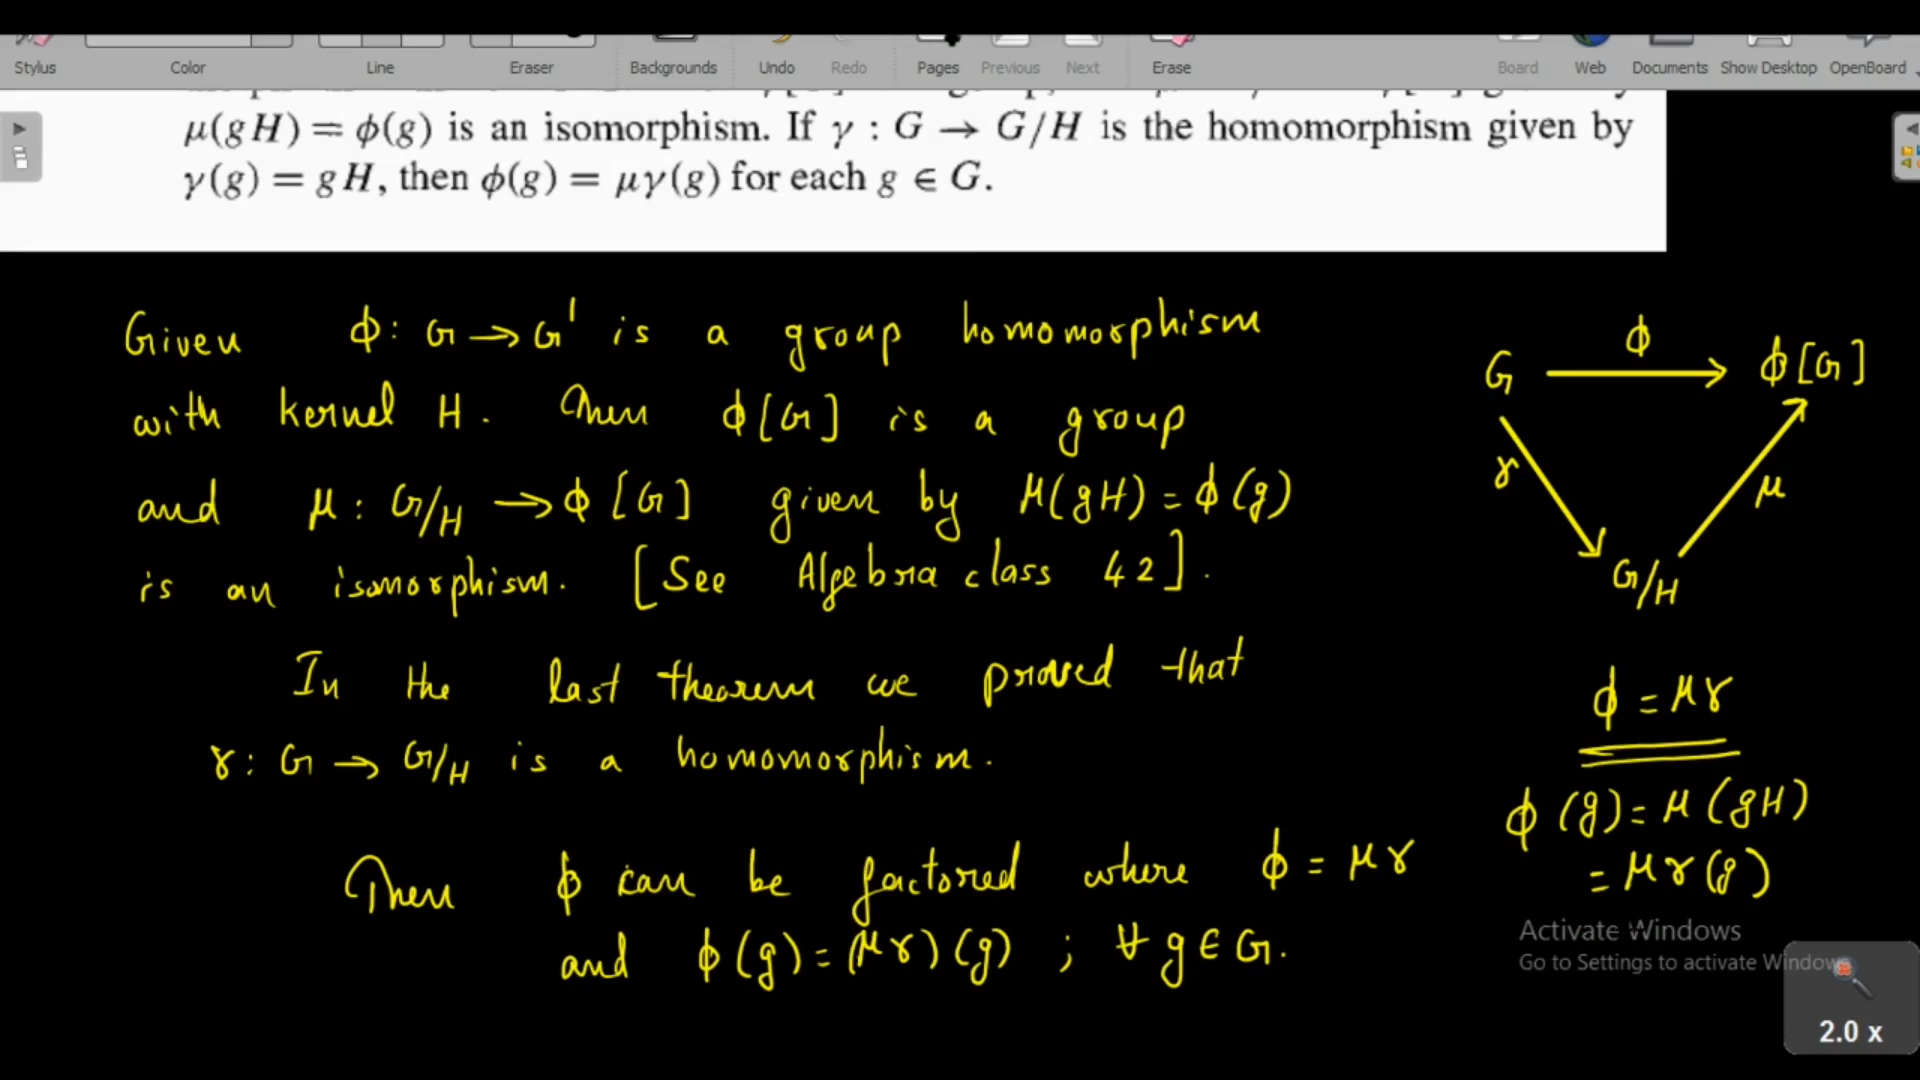 Stylus Color Line Eraser Backgrounds Undo Redo Pages Previous Next Erase Board Web Documents Show Desktop OpenBoard
μ(gH) = ϕ(g) is an isomorphism. If γ : G → G/H is the homomorphism given by
γ(g) = gH, then ϕ(g) = μγ(g) for each g ∈ G.
Given ϕ: G → G' is a group homomorphism
with kernel H. Then ϕ[G] is a group
and μ: G/H → ϕ[G] given by μ(gH) = ϕ(g)
is an isomorphism. [See Algebra class 42].
In the last theorem we proved that
γ: G → G/H is a homomorphism.
Then ϕ can be factored where ϕ = μγ
and ϕ(g) = (μγ)(g) ; ∀ g ∈ G.
ϕ
G → ϕ[G]
γ μ
G/H
ϕ = μγ
ϕ(g) = μ(gH)
= μγ(g)
Activate Windows
Go to Settings to activate Windows
2.0 x